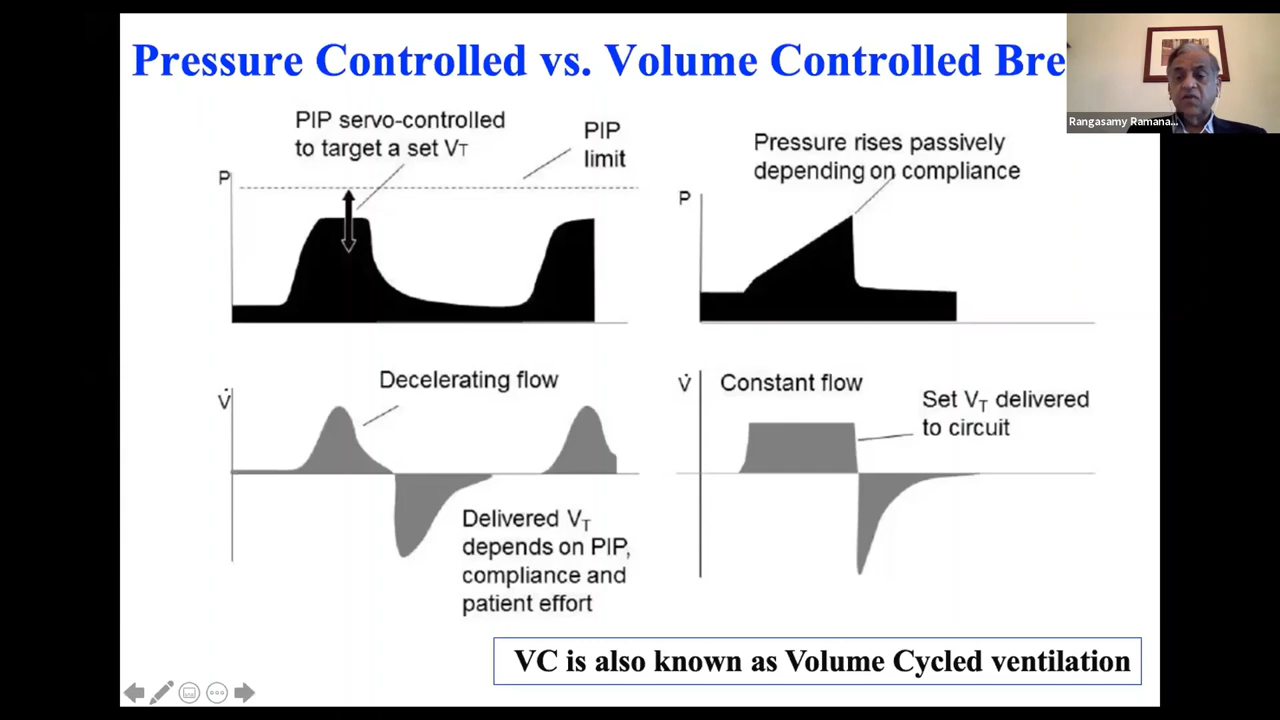 Pressure Controlled vs. Volume Controlled Bre
Rangasamy Ramana...
PIP servo-controlled
to target a set VT
PIP
limit
P
Pressure rises passively
depending on compliance
P
V̇
Decelerating flow
Delivered VT
depends on PIP,
compliance and
patient effort
V̇
Constant flow
Set VT delivered
to circuit
VC is also known as Volume Cycled ventilation